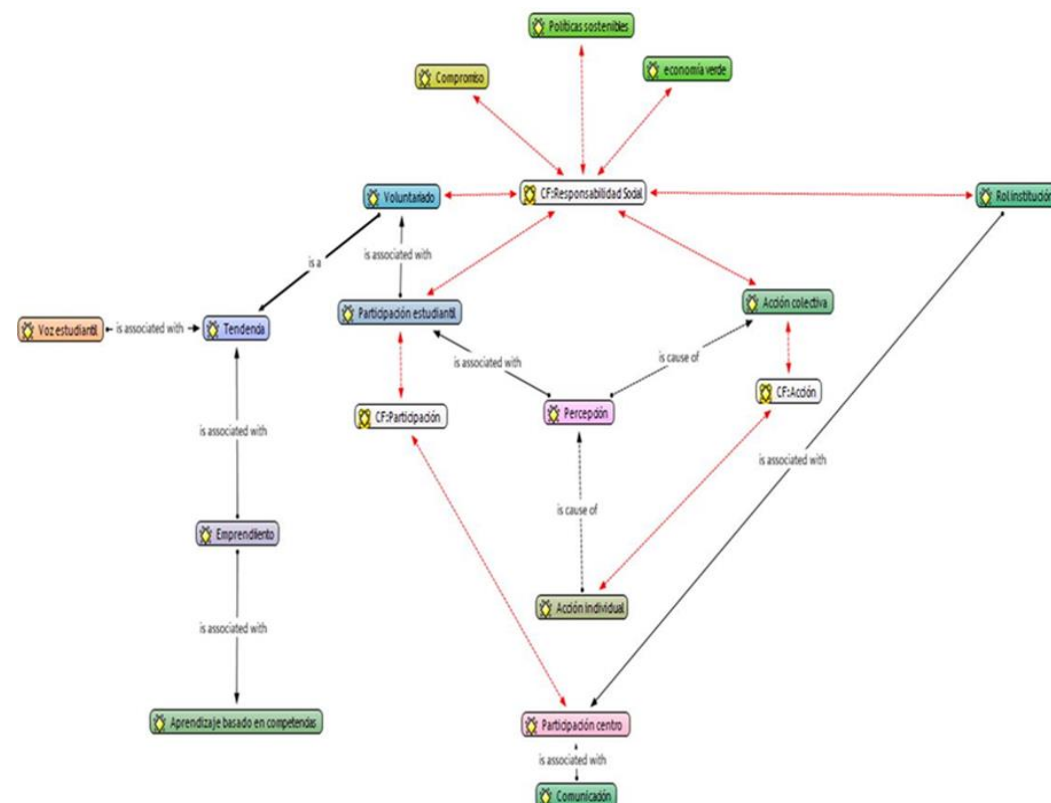 Políticas sostenibles
Compromiso
economía verde
CF:Responsabilidad Social
Voluntariado
Rol institución
is a
is associated with
Participación estudiantil
Acción colectiva
Voz estudiantil
is associated with
Tendencia
is associated with
is cause of
CF:Acción
CF:Participación
Percepción
is associated with
is associated with
is cause of
Emprendiiento
Acción individual
is associated with
Aprendizaje basado en competendas
Participación centro
is associated with
Comunicación